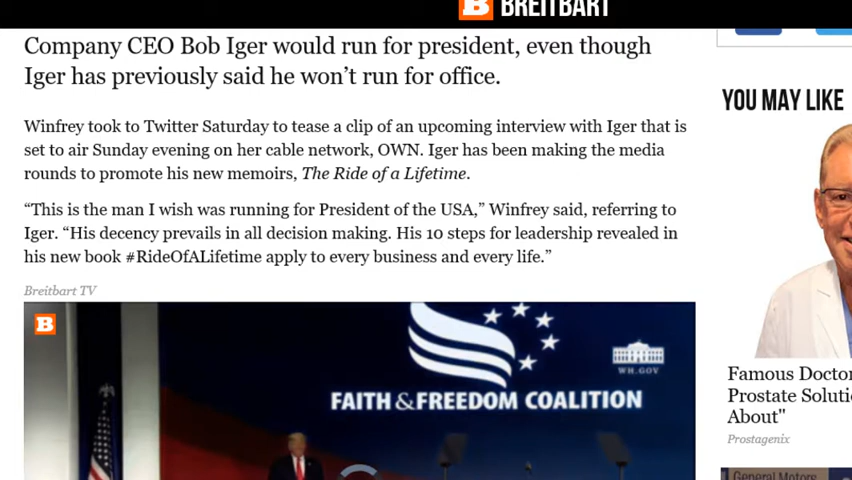 BREITBART
Company CEO Bob Iger would run for president, even though
Iger has previously said he won’t run for office.
Winfrey took to Twitter Saturday to tease a clip of an upcoming interview with Iger that is
set to air Sunday evening on her cable network, OWN. Iger has been making the media
rounds to promote his new memoirs, The Ride of a Lifetime.
“This is the man I wish was running for President of the USA,” Winfrey said, referring to
Iger. “His decency prevails in all decision making. His 10 steps for leadership revealed in
his new book #RideOfALifetime apply to every business and every life.”
Breitbart TV
B
WH.GOV
FAITH & FREEDOM COALITION
YOU MAY LIKE
Famous Doctor
Prostate Soluti
About"
Prostagenix
General Motors